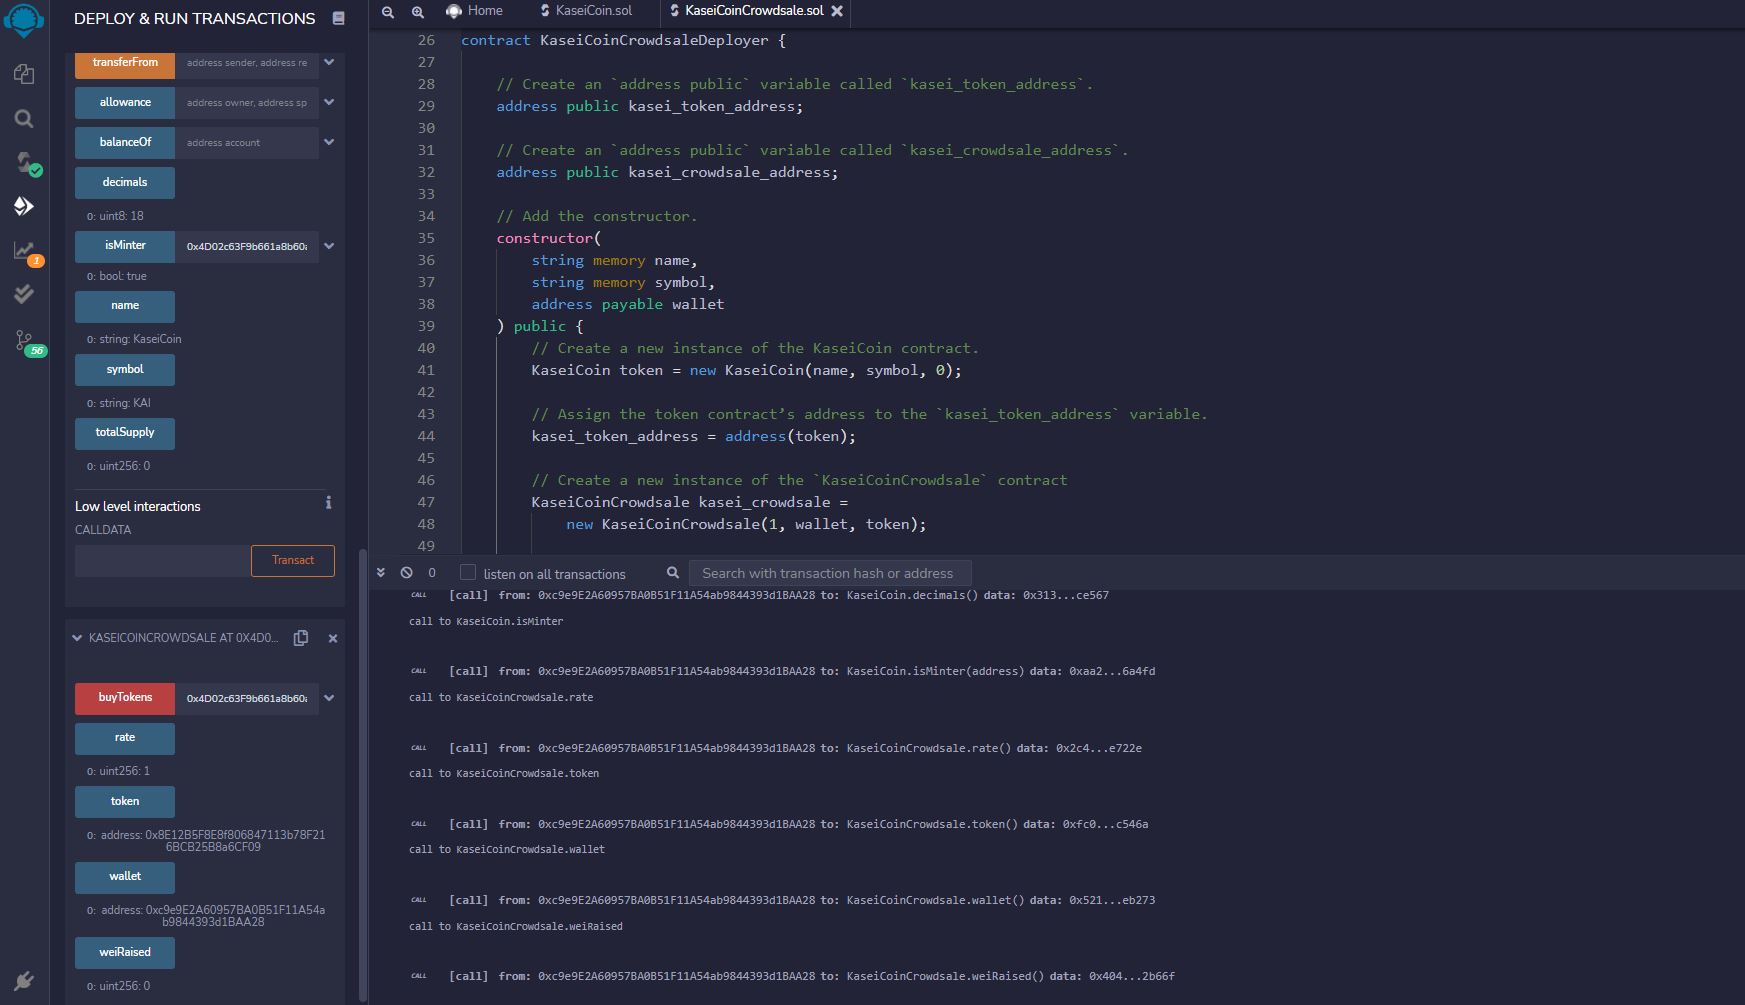 DEPLOY & RUN TRANSACTIONS
transferFrom address sender, address re
allowance address owner, address sp
balanceOf address account
decimals
0: uint8: 18
isMinter 0x4D02c63F9b661a8b60a
0: bool: true
name
0: string: KaseiCoin
symbol
0: string: KAI
totalSupply
0: uint256: 0
Low level interactions
CALLDATA
Transact
KASEICOINCROWDSALE AT 0X4D0...
buyTokens 0x4D02c63F9b661a8b60a
rate
0: uint256: 1
token
0: address: 0x8E12B5F8E8f806847113b78F21
6BCB25B8a6CF09
wallet
0: address: 0xc9e9E2A60957BA0B51F11A54a
b9844393d1BAA28
weiRaised
0: uint256: 0
1
56
Home KaseiCoin.sol KaseiCoinCrowdsale.sol
26 contract KaseiCoinCrowdsaleDeployer {
27
28 // Create an `address public` variable called `kasei_token_address`.
29 address public kasei_token_address;
30
31 // Create an `address public` variable called `kasei_crowdsale_address`.
32 address public kasei_crowdsale_address;
33
34 // Add the constructor.
35 constructor(
36 string memory name,
37 string memory symbol,
38 address payable wallet
39 ) public {
40 // Create a new instance of the KaseiCoin contract.
41 KaseiCoin token = new KaseiCoin(name, symbol, 0);
42
43 // Assign the token contract’s address to the `kasei_token_address` variable.
44 kasei_token_address = address(token);
45
46 // Create a new instance of the `KaseiCoinCrowdsale` contract
47 KaseiCoinCrowdsale kasei_crowdsale =
48 new KaseiCoinCrowdsale(1, wallet, token);
49
0 listen on all transactions Search with transaction hash or address
CALL [call] from: 0xc9e9E2A60957BA0B51F11A54ab9844393d1BAA28 to: KaseiCoin.decimals() data: 0x313...ce567
call to KaseiCoin.isMinter
CALL [call] from: 0xc9e9E2A60957BA0B51F11A54ab9844393d1BAA28 to: KaseiCoin.isMinter(address) data: 0xaa2...6a4fd
call to KaseiCoinCrowdsale.rate
CALL [call] from: 0xc9e9E2A60957BA0B51F11A54ab9844393d1BAA28 to: KaseiCoinCrowdsale.rate() data: 0x2c4...e722e
call to KaseiCoinCrowdsale.token
CALL [call] from: 0xc9e9E2A60957BA0B51F11A54ab9844393d1BAA28 to: KaseiCoinCrowdsale.token() data: 0xfc0...c546a
call to KaseiCoinCrowdsale.wallet
CALL [call] from: 0xc9e9E2A60957BA0B51F11A54ab9844393d1BAA28 to: KaseiCoinCrowdsale.wallet() data: 0x521...eb273
call to KaseiCoinCrowdsale.weiRaised
CALL [call] from: 0xc9e9E2A60957BA0B51F11A54ab9844393d1BAA28 to: KaseiCoinCrowdsale.weiRaised() data: 0x404...2b66f